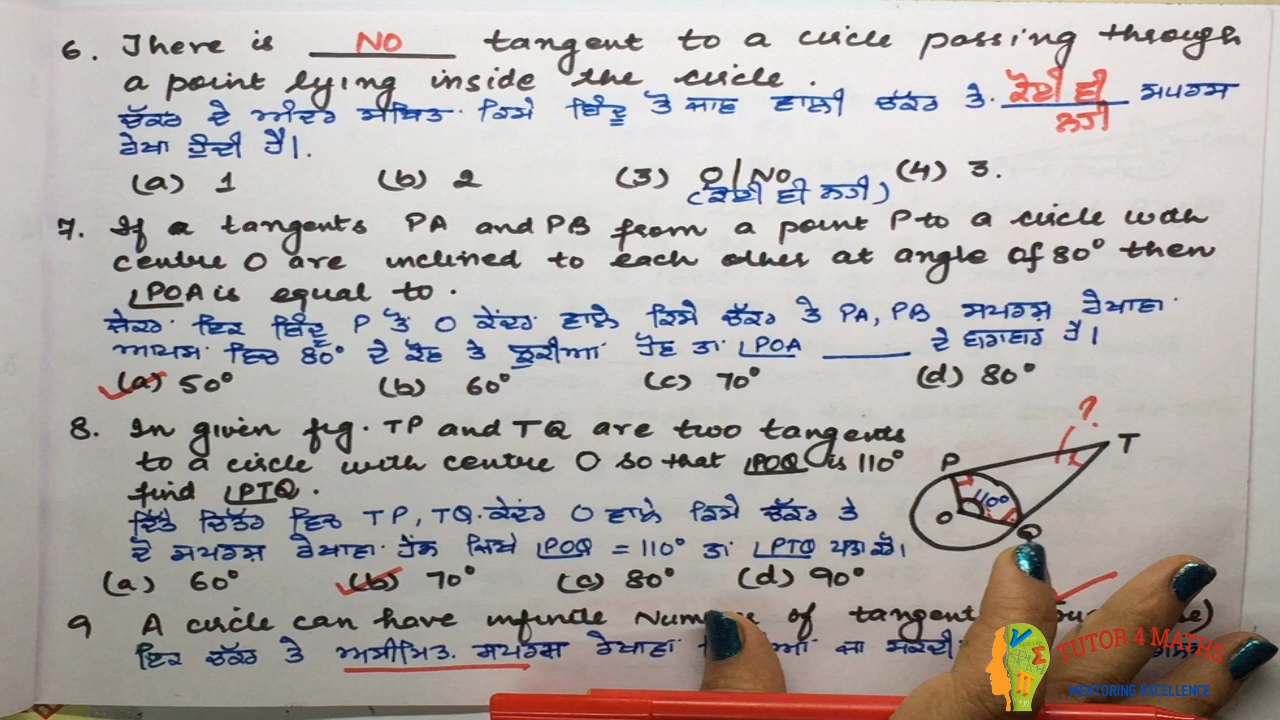 6. There is NO tangent to a circle passing through
a point lying inside the circle.
ਚੱਕਰ ਦੇ ਅੰਦਰ ਸਥਿਤ ਕਿਸੇ ਬਿੰਦੂ ਤੋਂ ਜਾਣ ਵਾਲੀ ਚੱਕਰ ਤੇ ਕੋਈ ਵੀ ਨਹੀਂ ਸਪਰਸ਼
ਰੇਖਾ ਹੁੰਦੀ ਹੈ।
(a) 1 (b) 2 (3) 0/NO (4) 3.
(ਕੋਈ ਵੀ ਨਹੀ)
7. If a tangents PA and PB from a point P to a circle with
centre O are inclined to each other at angle of 80° then
∠POA is equal to.
ਜੇਕਰ ਇਕ ਬਿੰਦੂ P ਤੋਂ O ਕੇਂਦਰ ਵਾਲੇ ਕਿਸੇ ਚੱਕਰ ਤੇ PA, PB ਸਪਰਸ਼ ਰੇਖਾਵਾਂ
ਆਪਸ ਵਿਚ 80° ਦੇ ਕੋਣ ਤੇ ਝੁਕੀਆਂ ਹੋਣ ਤਾਂ ∠POA ____ ਦੇ ਬਰਾਬਰ ਹੈ।
(a) 50° (b) 60° (c) 70° (d) 80°
8. In given fig. TP and TQ are two tangents
to a circle with centre O so that ∠POQ is 110°
find ∠PTQ.
ਦਿੱਤੇ ਚਿੱਤਰ ਵਿਚ TP, TQ ਕੇਂਦਰ O ਵਾਲੇ ਕਿਸੇ ਚੱਕਰ ਤੇ
ਦੋ ਸਪਰਸ਼ ਰੇਖਾਵਾਂ ਹਨ ਜਿਥੇ ∠POQ = 110° ਤਾਂ ∠PTQ ਪਤਾ ਕਰੋ।
(a) 60° (b) 70° (c) 80° (d) 90°
?
T
P
110°
O
Q
9 A circle can have infinite Number of tangent
ਇਕ ਚੱਕਰ ਤੇ ਅਸੀਮਿਤ ਸਪਰਸ਼ ਰੇਖਾਵਾਂ ਜਾ ਸਕਦੀ
TUTOR 4 MATHS
MENTORING EXCELLENCE